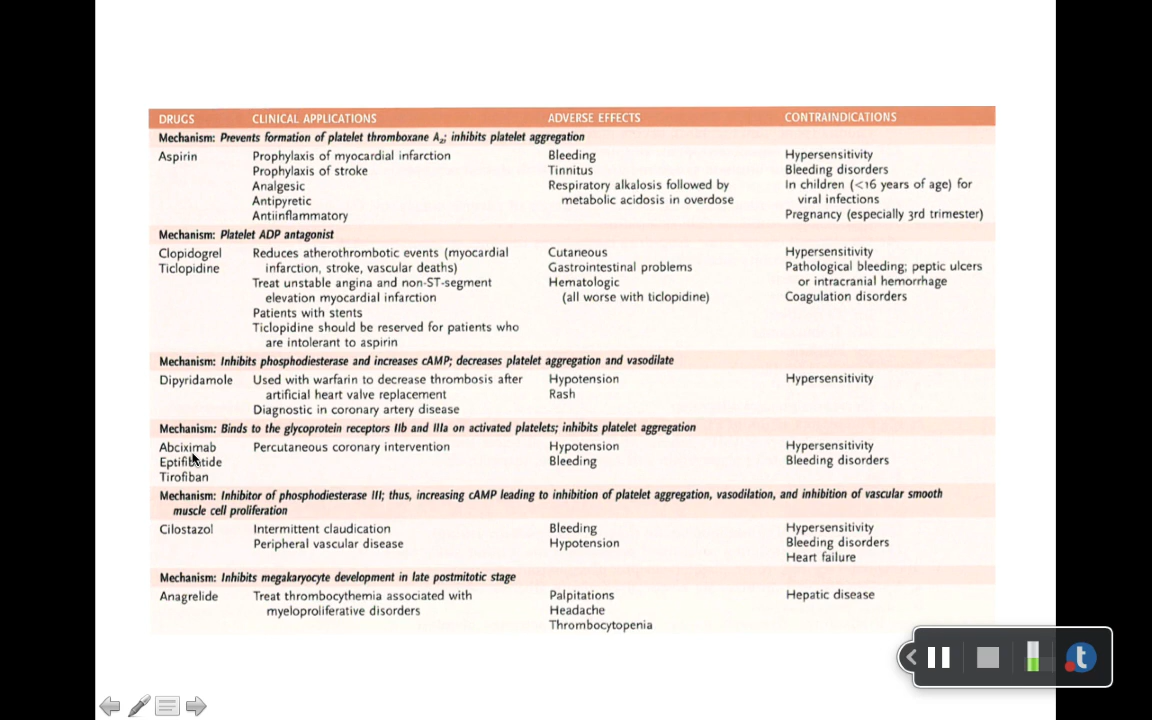 DRUGS CLINICAL APPLICATIONS ADVERSE EFFECTS CONTRAINDICATIONS
Mechanism: Prevents formation of platelet thromboxane A₂; inhibits platelet aggregation
Aspirin Prophylaxis of myocardial infarction Bleeding Hypersensitivity
Prophylaxis of stroke Tinnitus Bleeding disorders
Analgesic Respiratory alkalosis followed by In children (<16 years of age) for
Antipyretic metabolic acidosis in overdose viral infections
Antiinflammatory Pregnancy (especially 3rd trimester)
Mechanism: Platelet ADP antagonist
Clopidogrel Reduces atherothrombotic events (myocardial Cutaneous Hypersensitivity
Ticlopidine infarction, stroke, vascular deaths) Gastrointestinal problems Pathological bleeding; peptic ulcers
Treat unstable angina and non-ST-segment Hematologic or intracranial hemorrhage
elevation myocardial infarction (all worse with ticlopidine) Coagulation disorders
Patients with stents
Ticlopidine should be reserved for patients who
are intolerant to aspirin
Mechanism: Inhibits phosphodiesterase and increases cAMP; decreases platelet aggregation and vasodilate
Dipyridamole Used with warfarin to decrease thrombosis after Hypotension Hypersensitivity
artificial heart valve replacement Rash
Diagnostic in coronary artery disease
Mechanism: Binds to the glycoprotein receptors IIb and IIIa on activated platelets; inhibits platelet aggregation
Abciximab Percutaneous coronary intervention Hypotension Hypersensitivity
Eptifibatide Bleeding Bleeding disorders
Tirofiban
Mechanism: Inhibitor of phosphodiesterase III; thus, increasing cAMP leading to inhibition of platelet aggregation, vasodilation, and inhibition of vascular smooth
muscle cell proliferation
Cilostazol Intermittent claudication Bleeding Hypersensitivity
Peripheral vascular disease Hypotension Bleeding disorders
Heart failure
Mechanism: Inhibits megakaryocyte development in late postmitotic stage
Anagrelide Treat thrombocythemia associated with Palpitations Hepatic disease
myeloproliferative disorders Headache
Thrombocytopenia
t